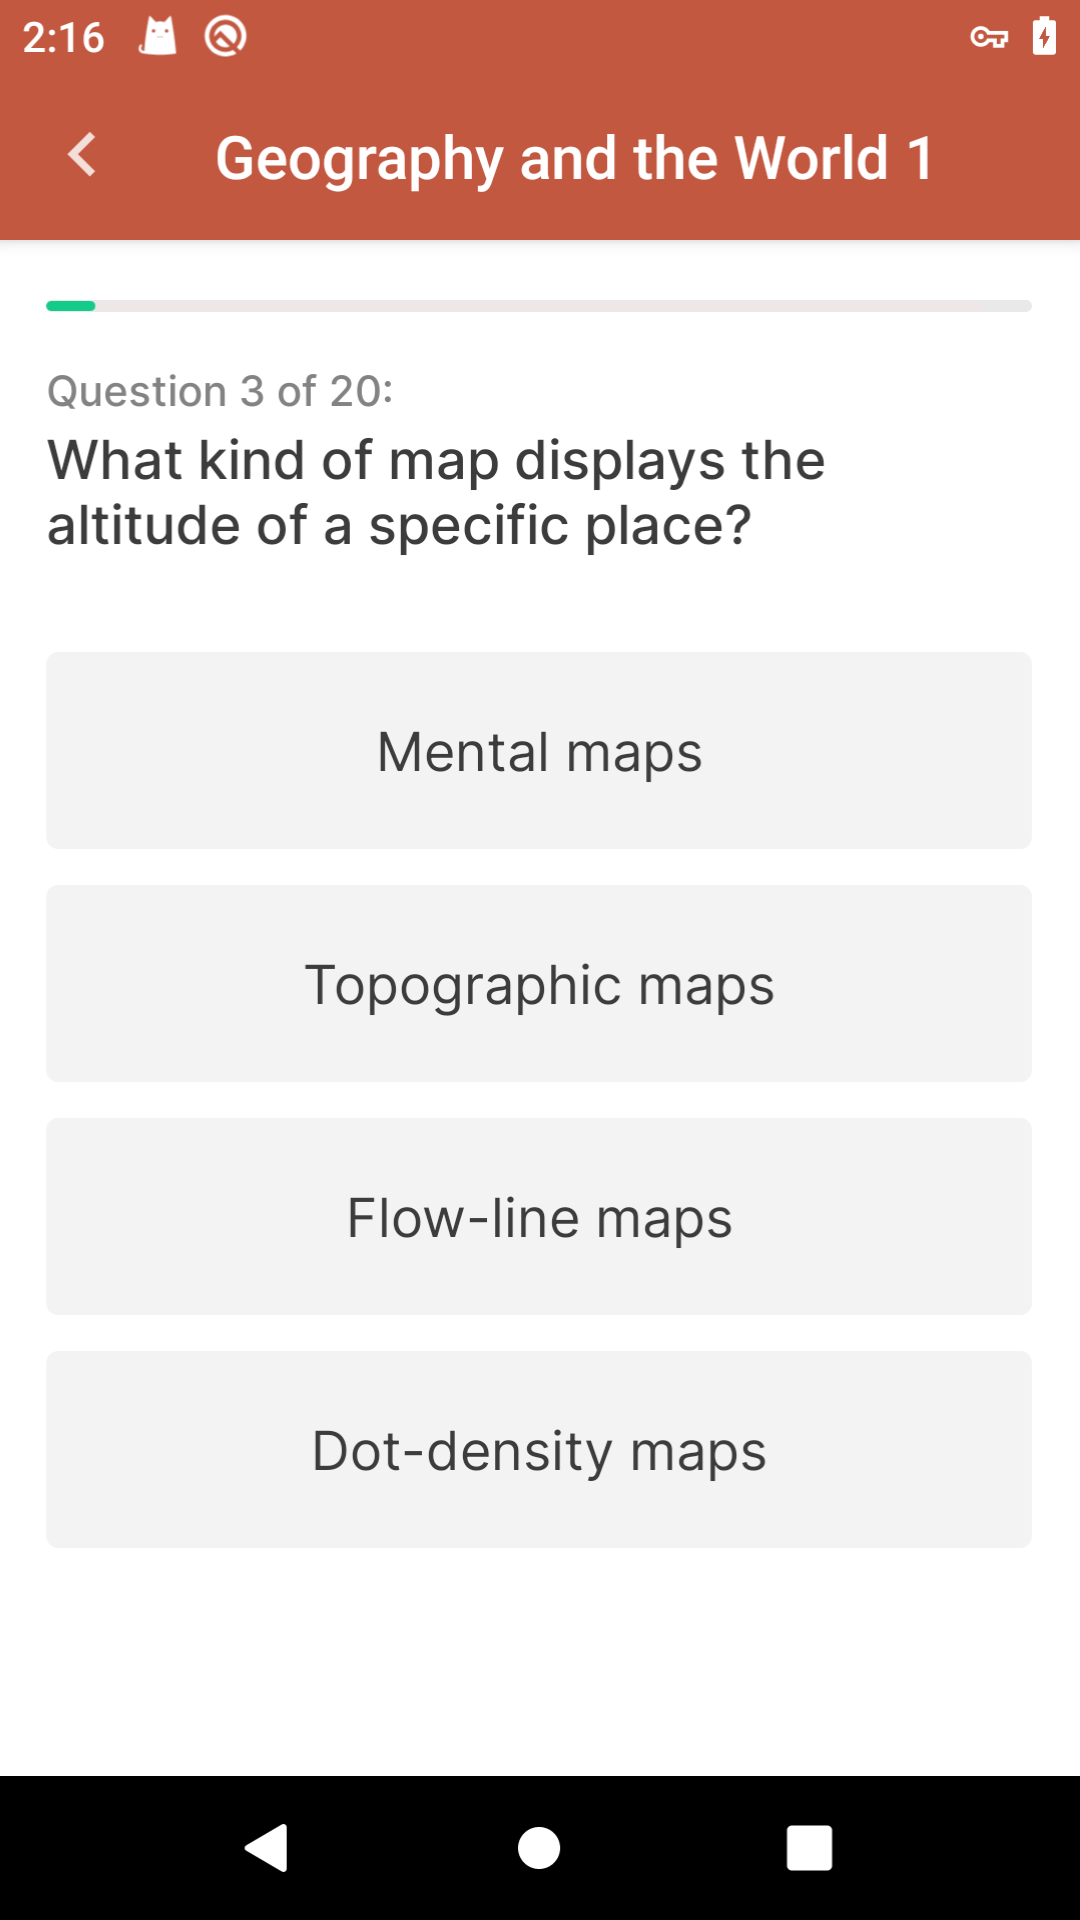 2:16
Geography and the World 1
Question 3 of 20:
What kind of map displays the
altitude of a specific place?
Mental maps
Topographic maps
Flow-line maps
Dot-density maps